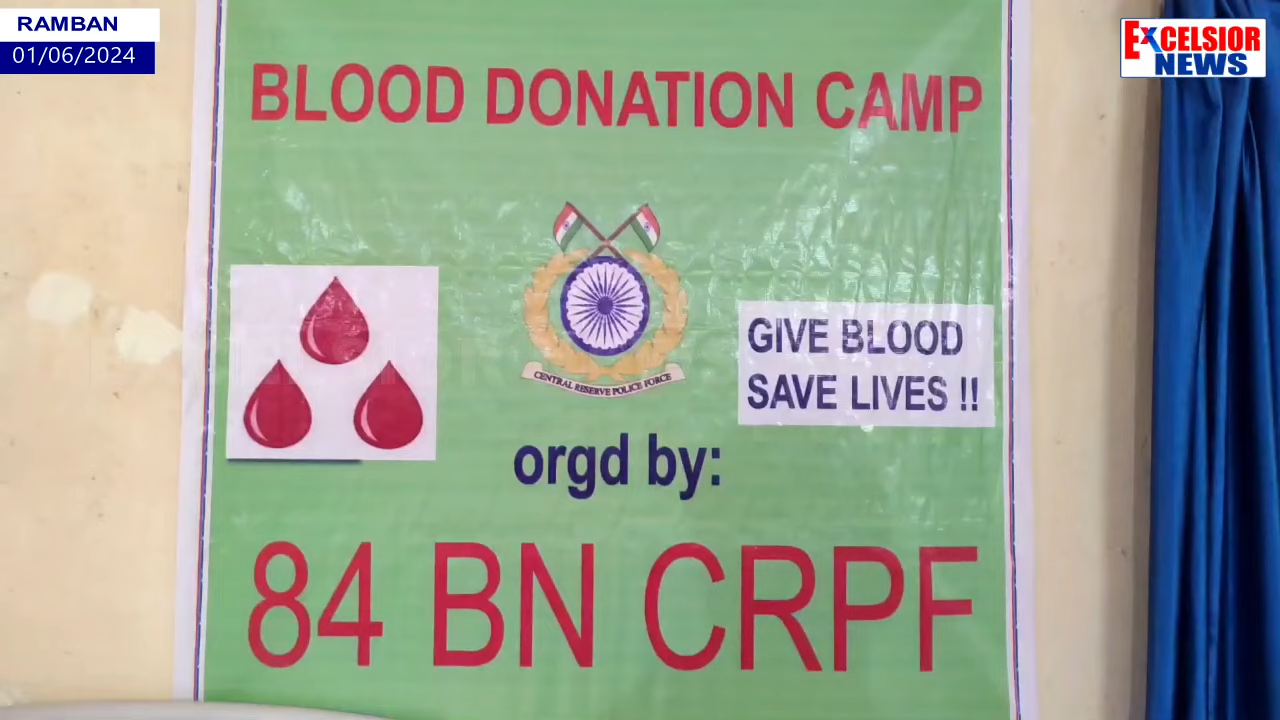 RAMBAN
01/06/2024
EXCELSIOR
NEWS
BLOOD DONATION CAMP
CENTRAL RESERVE POLICE FORCE
GIVE BLOOD
SAVE LIVES !!
orgd by:
84 BN CRPF